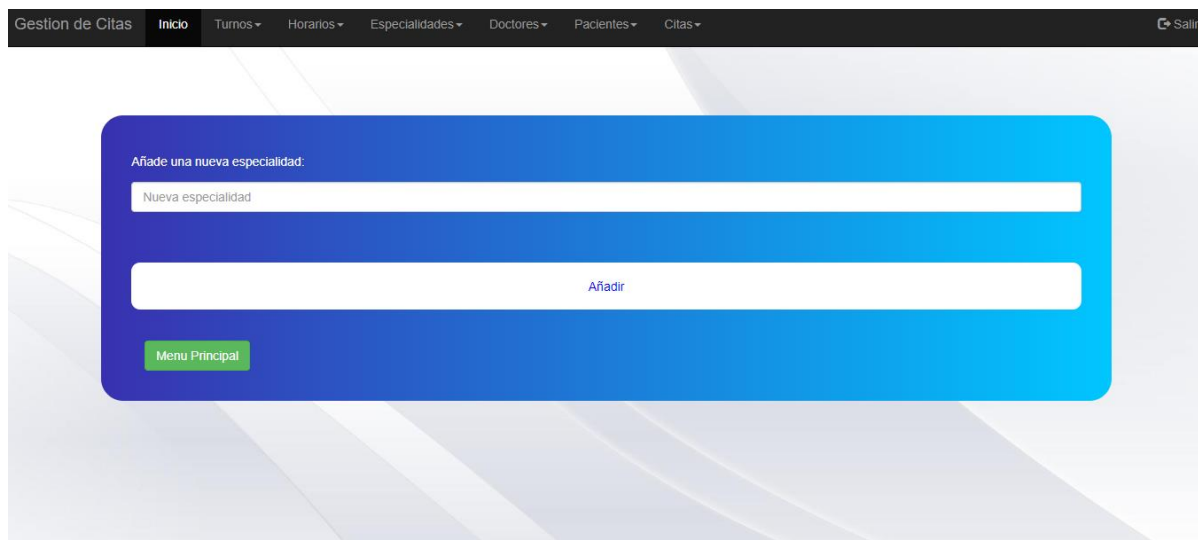 Gestion de Citas Inicio Turnos Horarios Especialidades Doctores Pacientes Citas Salir
Añade una nueva especialidad:
Nueva especialidad
Añadir
Menu Principal